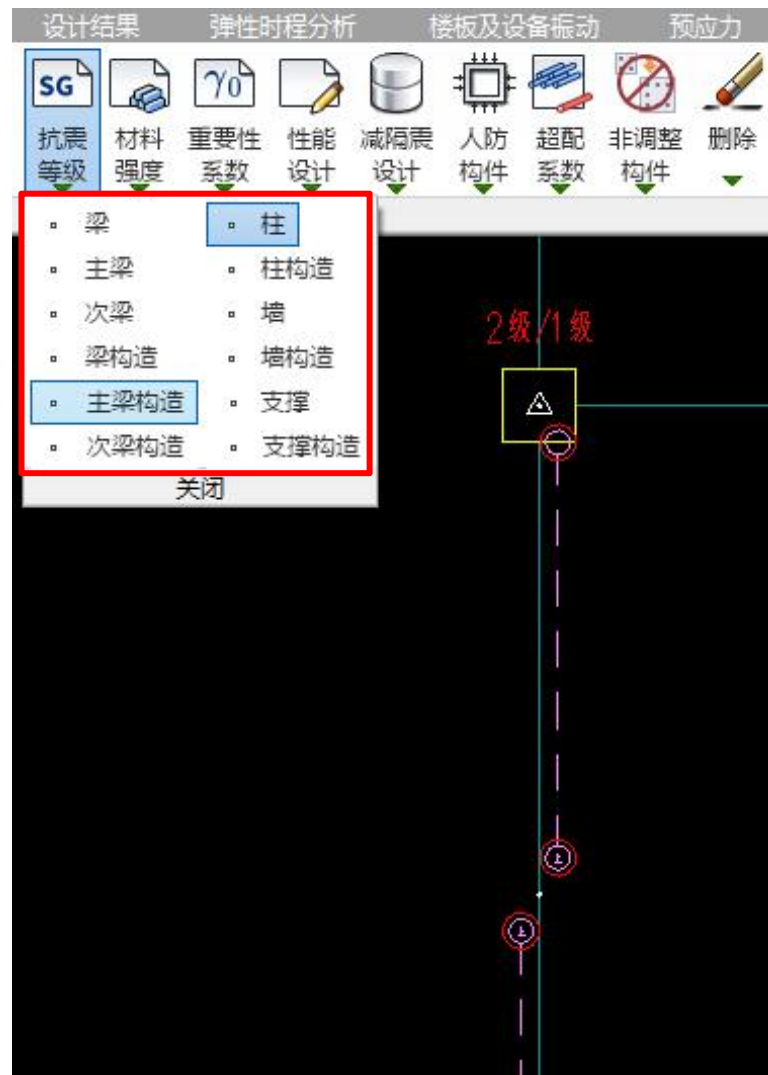 设计结果 弹性时程分析 楼板及设备振动 预应力
SG γ0
抗震 材料 重要性 性能 减隔震 人防 超配 非调整 删除
等级 强度 系数 设计 设计 构件 系数 构件
梁 柱
主梁 柱构造
次梁 墙
梁构造 墙构造
主梁构造 支撑
次梁构造 支撑构造
关闭
2级/1级
上
上